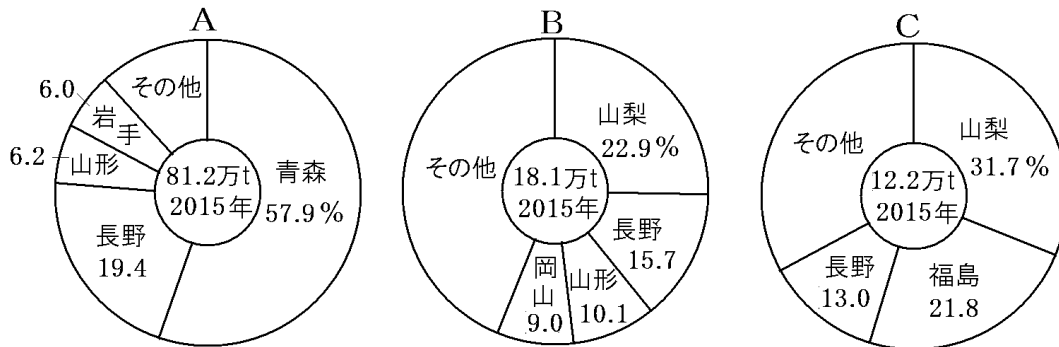 A
その他
6.0
岩手
6.2
山形
青森
57.9%
長野
19.4
81.2万t
2015年
B
山梨
22.9%
その他
18.1万t
2015年
長野
15.7
山形
10.1
岡山
9.0
C
山梨
31.7%
その他
12.2万t
2015年
長野
13.0
福島
21.8